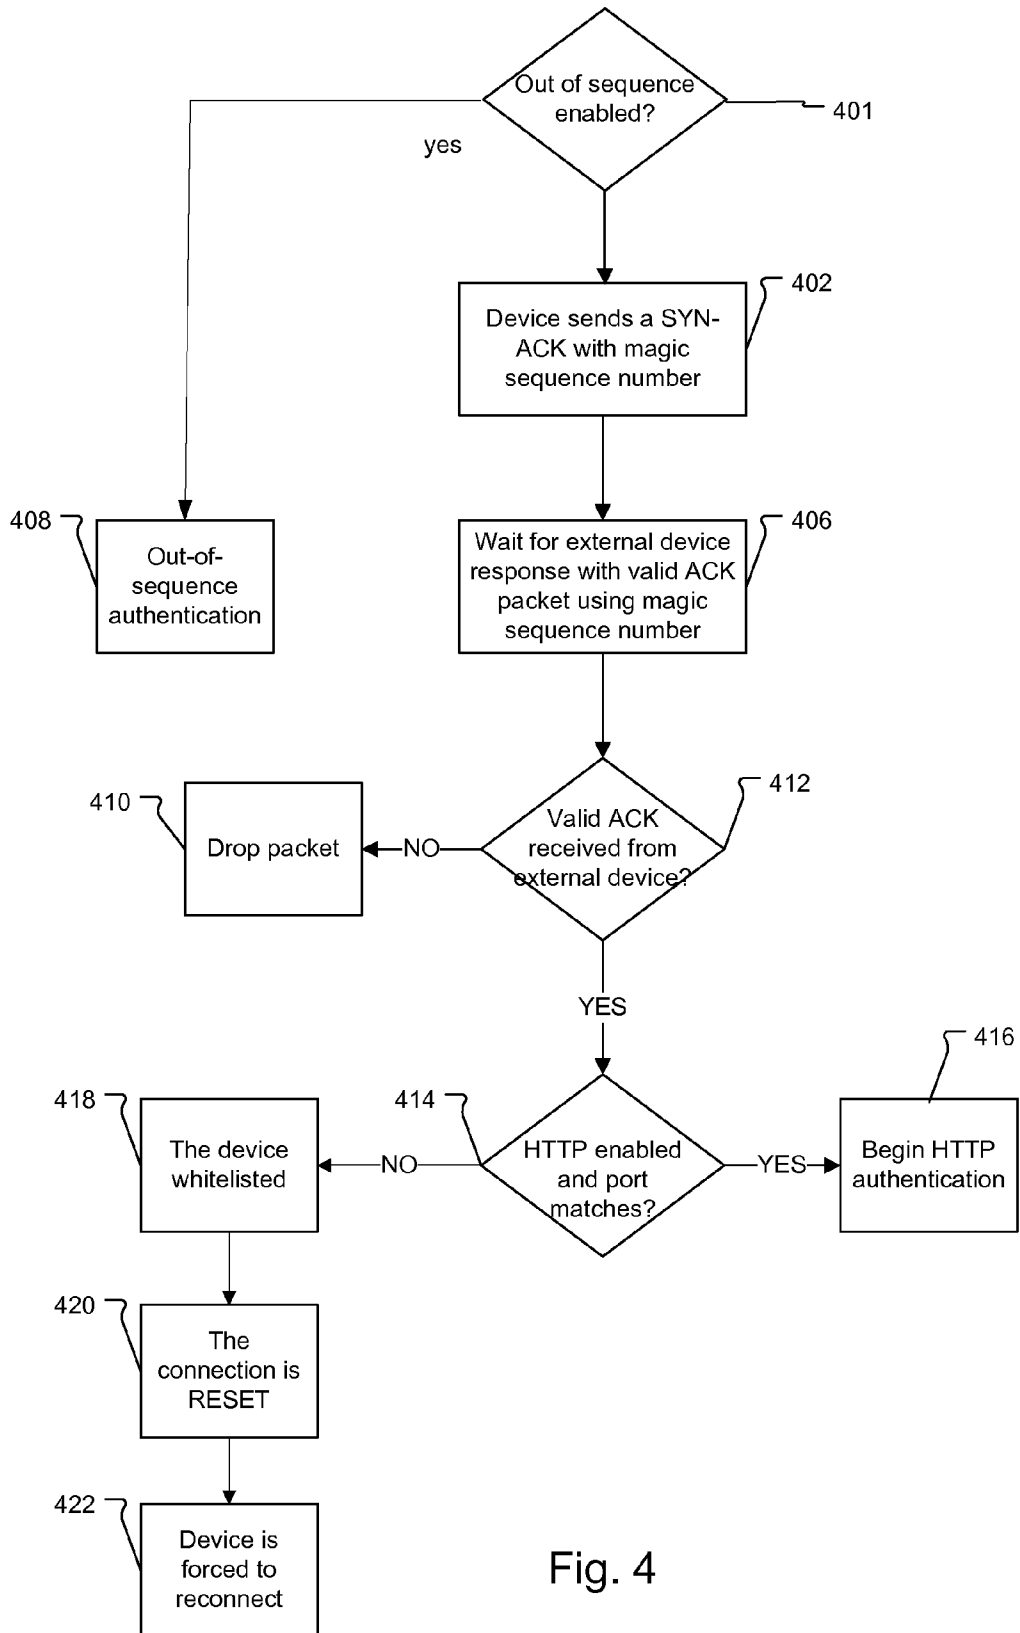 Out of sequence
enabled?
401
yes
402
Device sends a SYN-
ACK with magic
sequence number
408
Out-of-
sequence
authentication
406
Wait for external device
response with valid ACK
packet using magic
sequence number
410
Drop packet
NO
412
Valid ACK
received from
external device?
YES
418
The device
whitelisted
NO
414
HTTP enabled
and port
matches?
YES
416
Begin HTTP
authentication
420
The
connection is
RESET
422
Device is
forced to
reconnect
Fig. 4